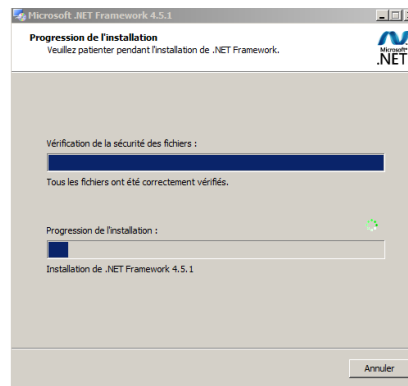 Microsoft .NET Framework 4.5.1
Progression de l'installation
Veuillez patienter pendant l'installation de .NET Framework.
Microsoft
.NET
Vérification de la sécurité des fichiers :
Tous les fichiers ont été correctement vérifiés.
Progression de l'installation :
Installation de .NET Framework 4.5.1
Annuler